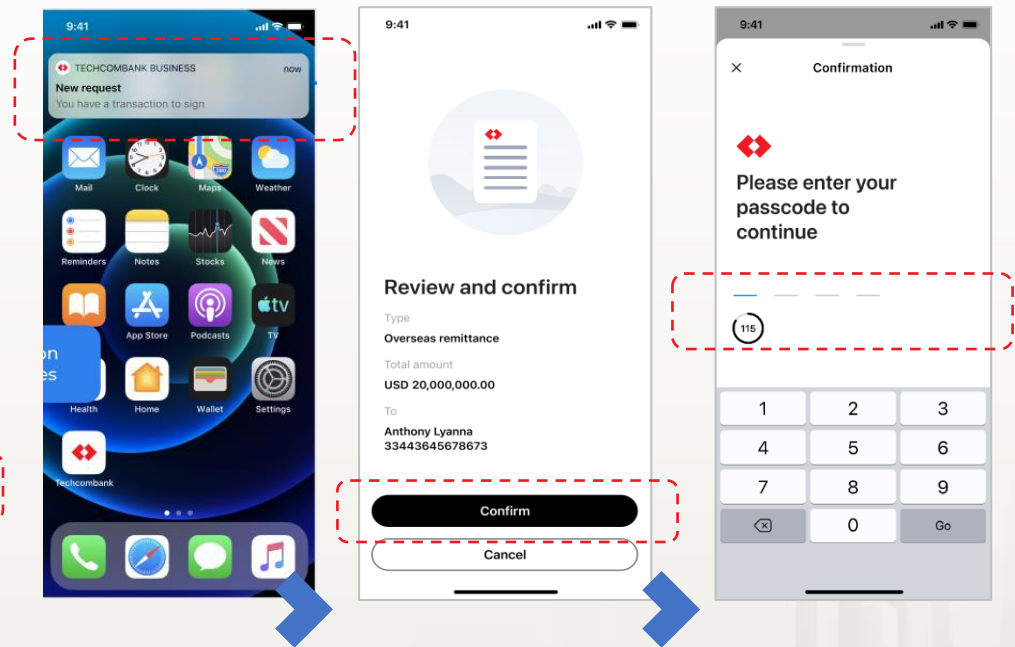 9:41
TECHCOMBANK BUSINESS now
New request
You have a transaction to sign
Mail Clock Maps Weather
Reminders Notes Stocks News
App Store Podcasts TV
tv
on
es
Health Home Wallet Settings
Techcombank
9:41
Review and confirm
Type
Overseas remittance
Total amount
USD 20,000,000.00
To
Anthony Lyanna
33443645678673
Confirm
Cancel
9:41
Confirmation
Please enter your
passcode to
continue
115
1 2 3
4 5 6
7 8 9
0 Go